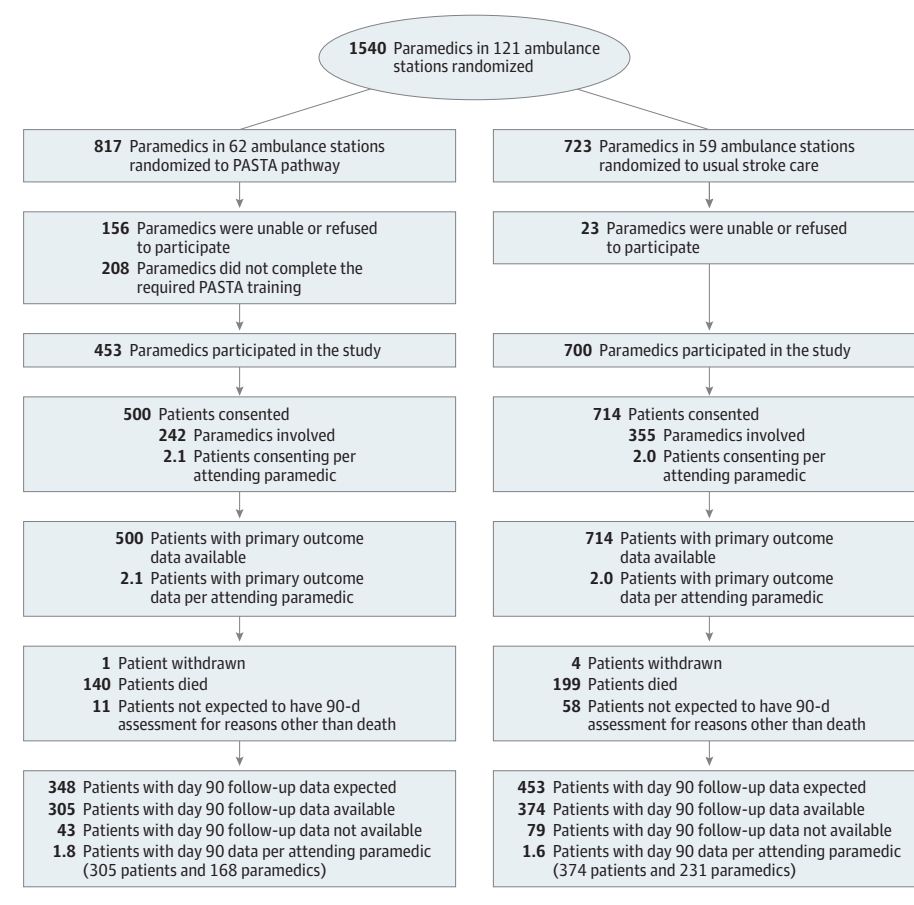 1540 Paramedics in 121 ambulance
stations randomized
817 Paramedics in 62 ambulance stations
randomized to PASTA pathway
723 Paramedics in 59 ambulance stations
randomized to usual stroke care
156 Paramedics were unable or refused
to participate
208 Paramedics did not complete the
required PASTA training
23 Paramedics were unable or refused
to participate
453 Paramedics participated in the study
700 Paramedics participated in the study
500 Patients consented
242 Paramedics involved
2.1 Patients consenting per
attending paramedic
714 Patients consented
355 Paramedics involved
2.0 Patients consenting per
attending paramedic
500 Patients with primary outcome
data available
2.1 Patients with primary outcome
data per attending paramedic
714 Patients with primary outcome
data available
2.0 Patients with primary outcome
data per attending paramedic
1 Patient withdrawn
140 Patients died
11 Patients not expected to have 90-d
assessment for reasons other than death
4 Patients withdrawn
199 Patients died
58 Patients not expected to have 90-d
assessment for reasons other than death
348 Patients with day 90 follow-up data expected
305 Patients with day 90 follow-up data available
43 Patients with day 90 follow-up data not available
1.8 Patients with day 90 data per attending paramedic
(305 patients and 168 paramedics)
453 Patients with day 90 follow-up data expected
374 Patients with day 90 follow-up data available
79 Patients with day 90 follow-up data not available
1.6 Patients with day 90 data per attending paramedic
(374 patients and 231 paramedics)